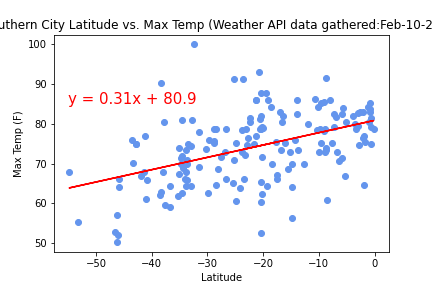 uthern City Latitude vs. Max Temp (Weather API data gathered:Feb-10-2
100
90
80
70
60
50
Max Temp (F)
y = 0.31x + 80.9
−50 −40 −30 −20 −10 0
Latitude